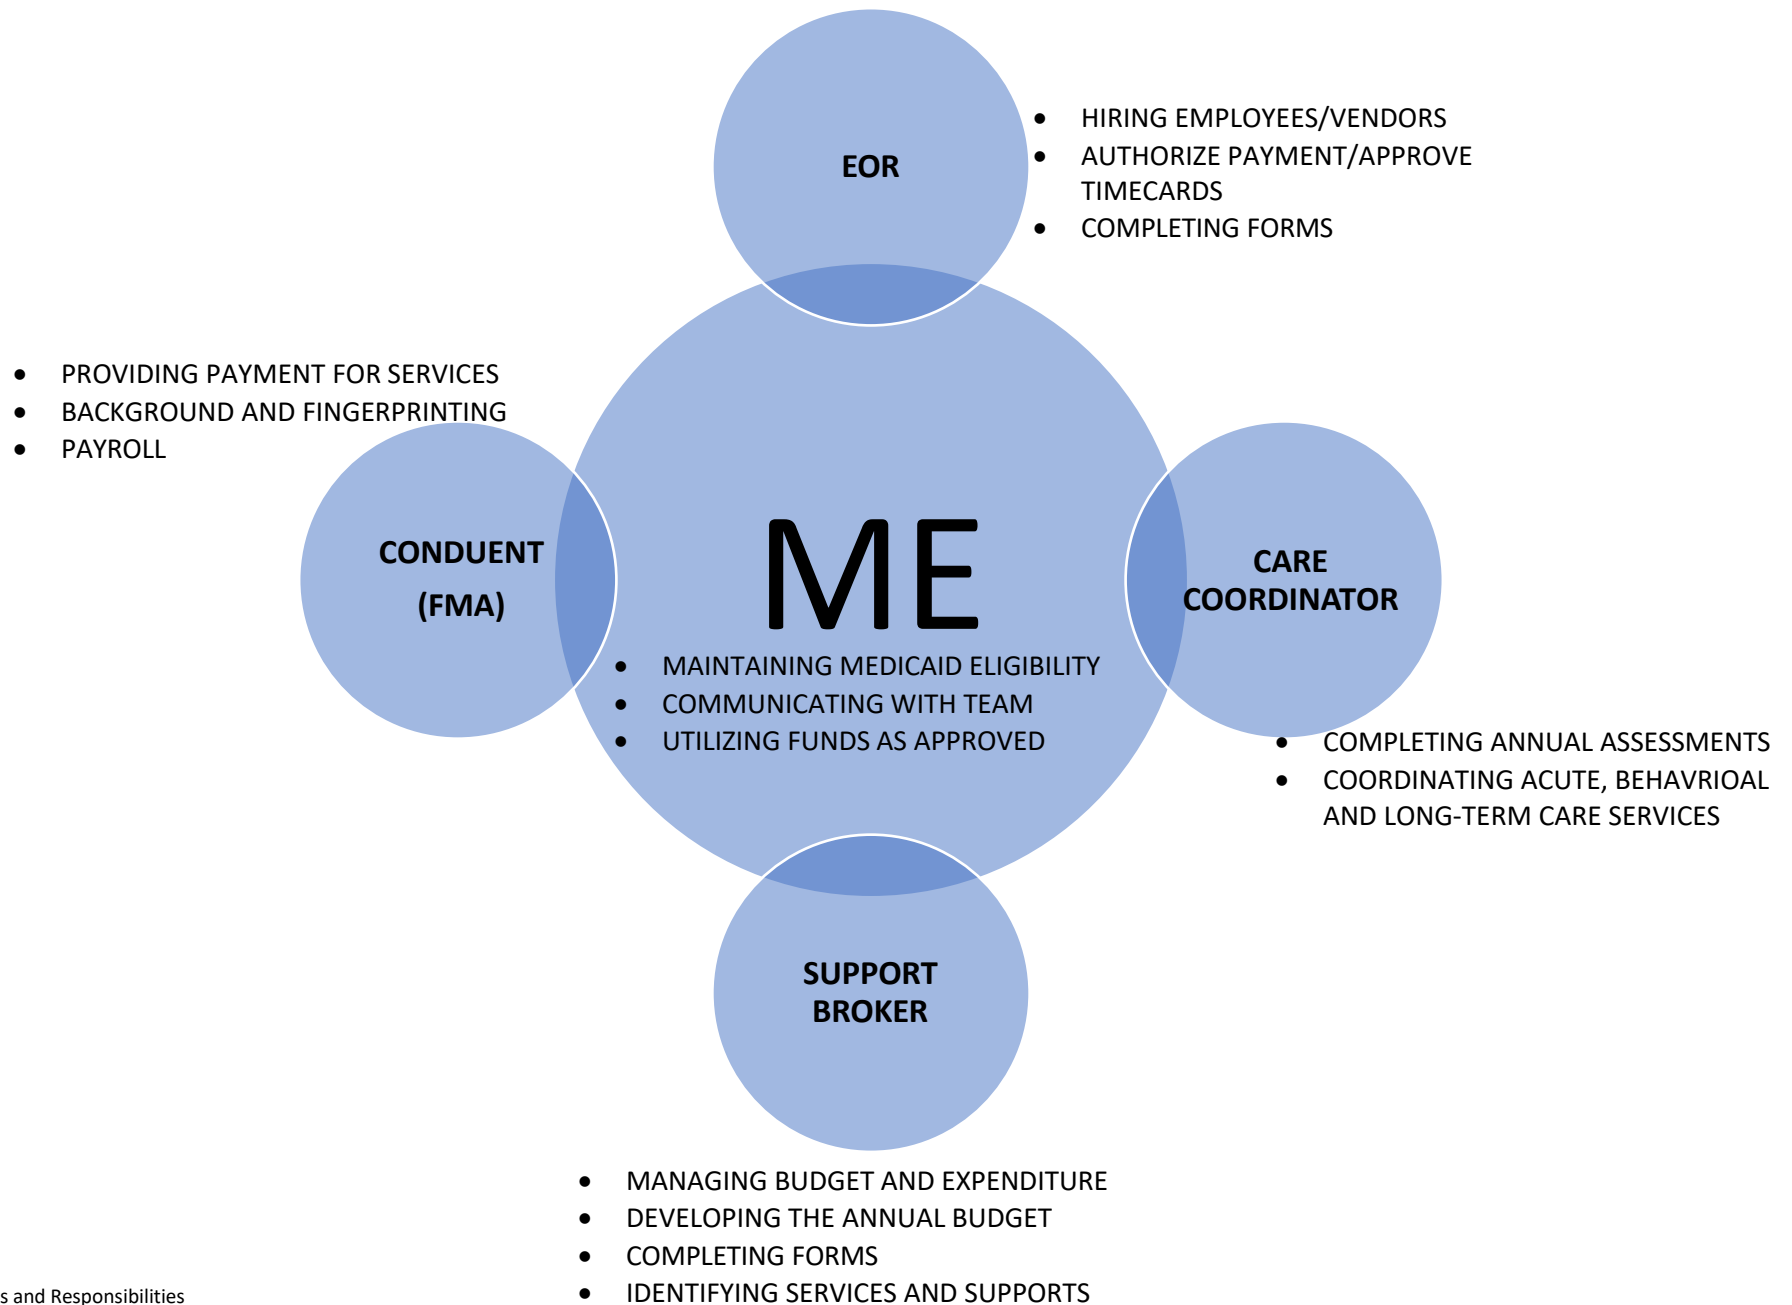 EOR
• HIRING EMPLOYEES/VENDORS
• AUTHORIZE PAYMENT/APPROVE
TIMECARDS
• COMPLETING FORMS
• PROVIDING PAYMENT FOR SERVICES
• BACKGROUND AND FINGERPRINTING
• PAYROLL
CONDUENT
(FMA)
ME
• MAINTAINING MEDICAID ELIGIBILITY
• COMMUNICATING WITH TEAM
• UTILIZING FUNDS AS APPROVED
CARE
COORDINATOR
• COMPLETING ANNUAL ASSESSMENTS
• COORDINATING ACUTE, BEHAVRIOAL
AND LONG-TERM CARE SERVICES
SUPPORT
BROKER
• MANAGING BUDGET AND EXPENDITURE
• DEVELOPING THE ANNUAL BUDGET
• COMPLETING FORMS
• IDENTIFYING SERVICES AND SUPPORTS
s and Responsibilities